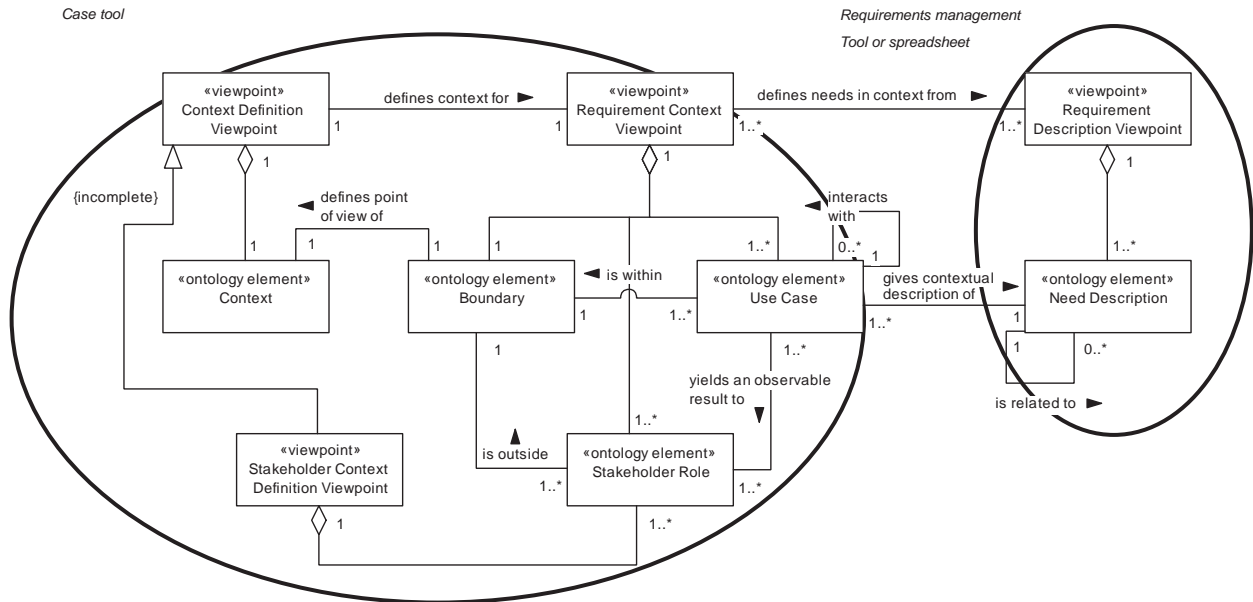 Case tool
Requirements management
Tool or spreadsheet
«viewpoint»
Context Definition
Viewpoint
defines context for
1
1
«viewpoint»
Requirement Context
Viewpoint
defines needs in context from
1..*
1..*
«viewpoint»
Requirement
Description Viewpoint
1
1
1
{incomplete}
defines point
of view of
interacts
with
1
1
1
1
1..*
0..*
1
1..*
«ontology element»
Context
«ontology element»
Boundary
is within
«ontology element»
Use Case
gives contextual
description of
«ontology element»
Need Description
1
1..*
1..*
1
1
1..*
1
0..*
yields an observable
result to
is related to
1..*
«viewpoint»
Stakeholder Context
Definition Viewpoint
is outside
«ontology element»
Stakeholder Role
1..*
1..*
1
1..*